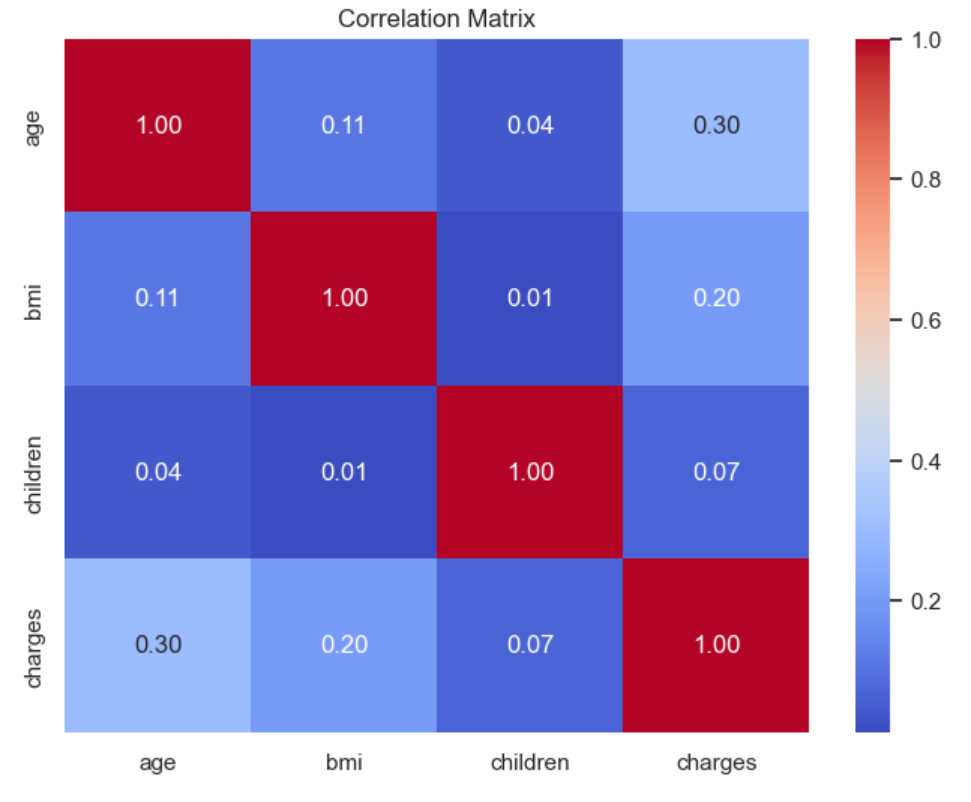 Correlation Matrix
age 1.00 0.11 0.04 0.30
bmi 0.11 1.00 0.01 0.20
children 0.04 0.01 1.00 0.07
charges 0.30 0.20 0.07 1.00
age bmi children charges
1.0
0.8
0.6
0.4
0.2